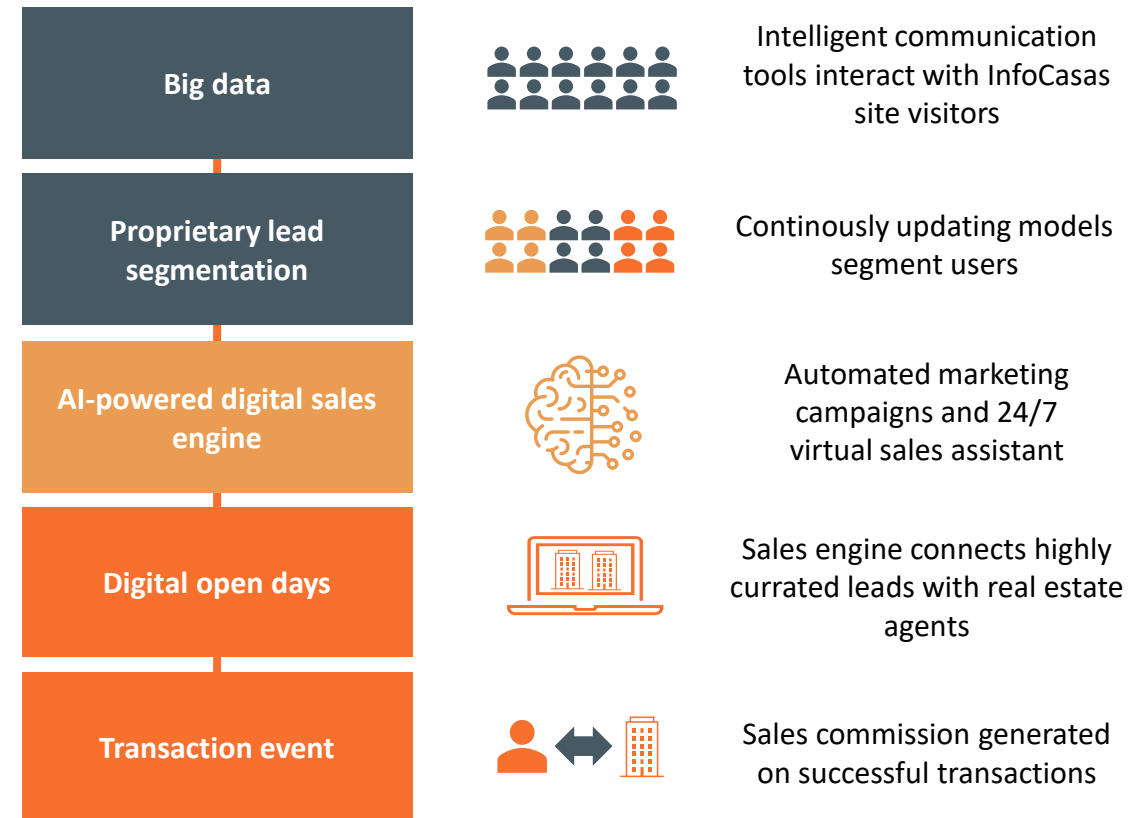 Big data
Intelligent communication
tools interact with InfoCasas
site visitors
Proprietary lead
segmentation
Continously updating models
segment users
AI-powered digital sales
engine
Automated marketing
campaigns and 24/7
virtual sales assistant
Digital open days
Sales engine connects highly
currated leads with real estate
agents
Transaction event
Sales commission generated
on successful transactions